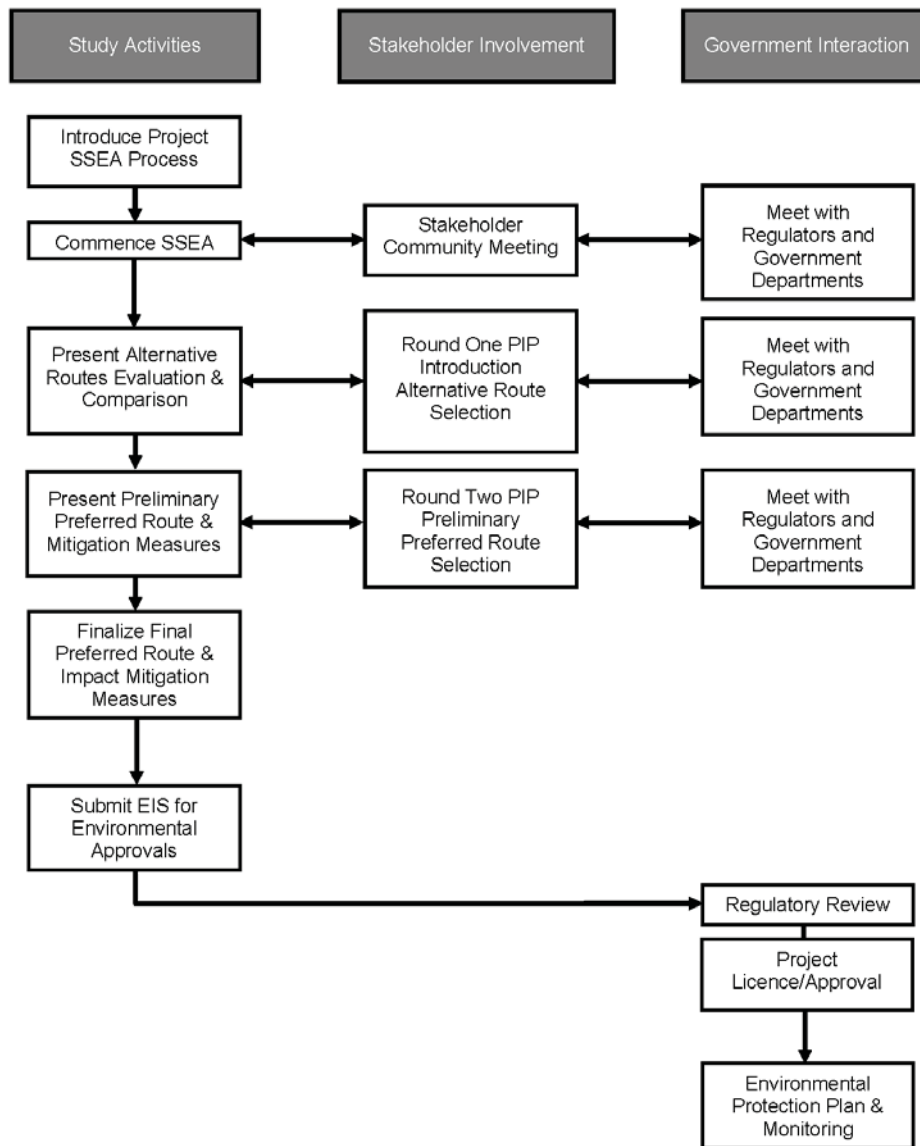 Study Activities
Stakeholder Involvement
Government Interaction
Introduce Project
SSEA Process
Commence SSEA
Stakeholder
Community Meeting
Meet with
Regulators and
Government
Departments
Present Alternative
Routes Evaluation &
Comparison
Round One PIP
Introduction
Alternative Route
Selection
Meet with
Regulators and
Government
Departments
Present Preliminary
Preferred Route &
Mitigation Measures
Round Two PIP
Preliminary
Preferred Route
Selection
Meet with
Regulators and
Government
Departments
Finalize Final
Preferred Route &
Impact Mitigation
Measures
Submit EIS for
Environmental
Approvals
Regulatory Review
Project
Licence/Approval
Environmental
Protection Plan &
Monitoring